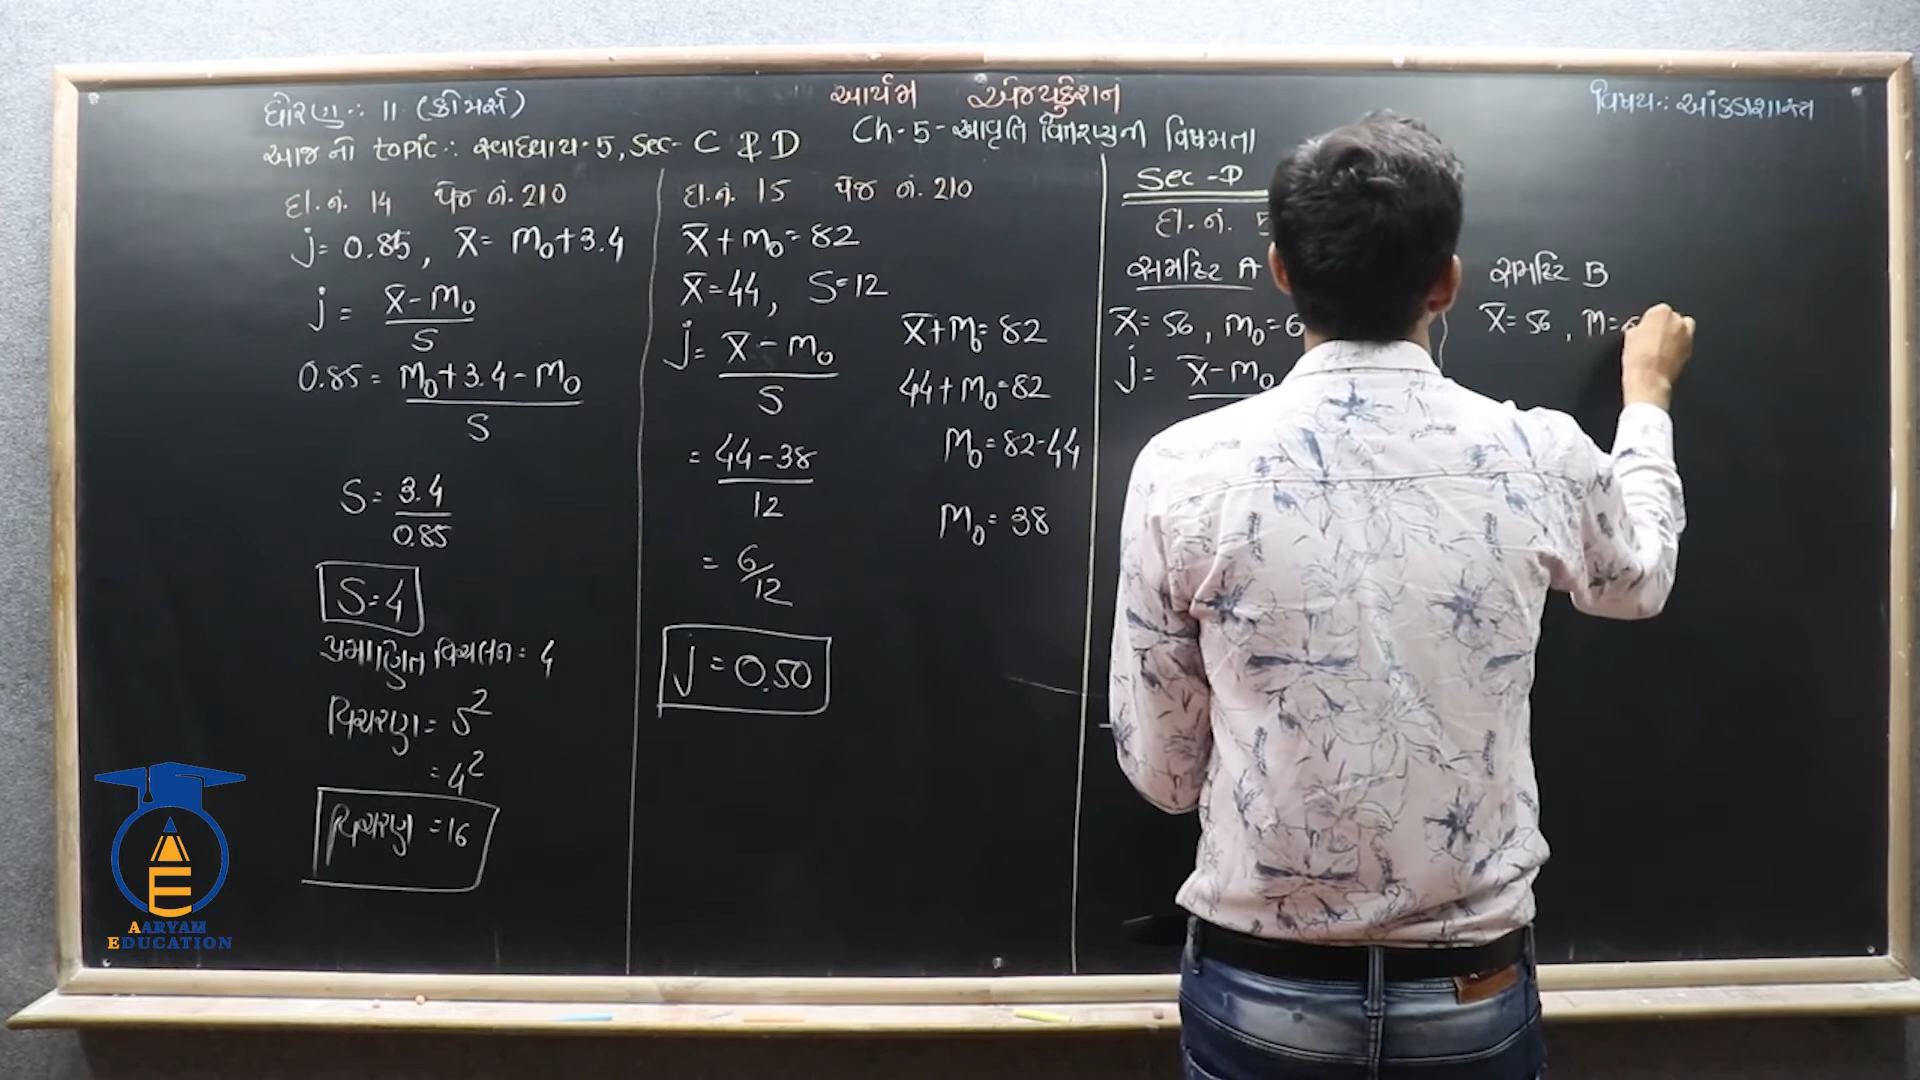 આર્યમ એજ્યુકેશન
ધોરણ :- 11 (કોમર્સ)
વિષય :- આંકડાશાસ્ત્ર
Ch-5- આવૃતિ વિતરણની વિષમતા
આજ નો topic :- સ્વાધ્યાય-5, Sec- C & D
દા.નં. 14 પેજ નં. 210
j = 0.85, x̄ = M₀ + 3.4
j = x̄ - M₀ / S
0.85 = M₀ + 3.4 - M₀ / S
S = 3.4 / 0.85
S = 4
પ્રમાણિત વિચલન = 4
વિચરણ = S²
= 4²
વિચરણ = 16
દા.નં. 15 પેજ નં. 210
x̄ + M₀ = 82
x̄ = 44, S = 12
j = x̄ - M₀ / S
= 44 - 38 / 12
= 6/12
j = 0.50
x̄ + M₀ = 82
44 + M₀ = 82
M₀ = 82 - 44
M₀ = 38
Sec - D
દા.નં. 5
સમષ્ટિ A
x̄ = 56, M₀ = 6
j = x̄ - M₀
સમષ્ટિ B
x̄ = 56, M =
AARYAM
EDUCATION